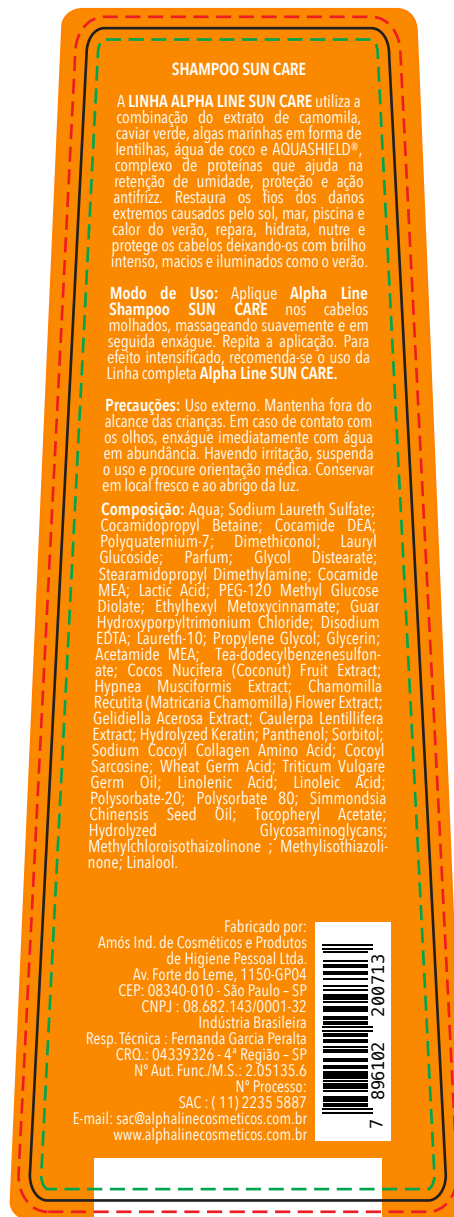 SHAMPOO SUN CARE
A LINHA ALPHA LINE SUN CARE utiliza a
combinação do extrato de camomila,
caviar verde, algas marinhas em forma de
lentilhas, água de coco e AQUASHIELD®,
complexo de proteínas que ajuda na
retenção de umidade, proteção e ação
antifrizz. Restaura os fios dos danos
extremos causados pelo sol, mar, piscina e
calor do verão, repara, hidrata, nutre e
protege os cabelos deixando-os com brilho
intenso, macios e iluminados como o verão.
Modo de Uso: Aplique Alpha Line
Shampoo SUN CARE nos cabelos
molhados, massageando suavemente e em
seguida enxágue. Repita a aplicação. Para
efeito intensificado, recomenda-se o uso da
Linha completa Alpha Line SUN CARE.
Precauções: Uso externo. Mantenha fora do
alcance das crianças. Em caso de contato com
os olhos, enxágue imediatamente com água
em abundância. Havendo irritação, suspenda
o uso e procure orientação médica. Conservar
em local fresco e ao abrigo da luz.
Composição: Aqua; Sodium Laureth Sulfate;
Cocamidopropyl Betaine; Cocamide DEA;
Polyquaternium-7; Dimethiconol; Lauryl
Glucoside; Parfum; Glycol Distearate;
Stearamidopropyl Dimethylamine; Cocamide
MEA; Lactic Acid; PEG-120 Methyl Glucose
Diolate; Ethylhexyl Metoxycinnamate; Guar
Hydroxyporpyltrimonium Chloride; Disodium
EDTA; Laureth-10; Propylene Glycol; Glycerin;
Acetamide MEA; Tea-dodecylbenzenesulfon-
ate; Cocos Nucifera (Coconut) Fruit Extract;
Hypnea Musciformis Extract; Chamomilla
Recutita (Matricaria Chamomilla) Flower Extract;
Gelidiella Acerosa Extract; Caulerpa Lentillifera
Extract; Hydrolyzed Keratin; Panthenol; Sorbitol;
Sodium Cocoyl Collagen Amino Acid; Cocoyl
Sarcosine; Wheat Germ Acid; Triticum Vulgare
Germ Oil; Linolenic Acid; Linoleic Acid;
Polysorbate-20; Polysorbate 80; Simmondsia
Chinensis Seed Oil; Tocopheryl Acetate;
Hydrolyzed Glycosaminoglycans;
Methylchloroisothaizolinone ; Methylisothiazoli-
none; Linalool.
Fabricado por:
Amós Ind. de Cosméticos e Produtos
de Higiene Pessoal Ltda.
Av. Forte do Leme, 1150-GP04
CEP: 08340-010 - São Paulo – SP
CNPJ : 08.682.143/0001-32
Indústria Brasileira
Resp. Técnica : Fernanda Garcia Peralta
CRQ.: 04339326 - 4ª Região – SP
Nº Aut. Func./M.S.: 2.05135.6
Nº Processo:
SAC : ( 11) 2235 5887
E-mail: sac@alphalinecosmeticos.com.br
www.alphalinecosmeticos.com.br
7 896102 200713